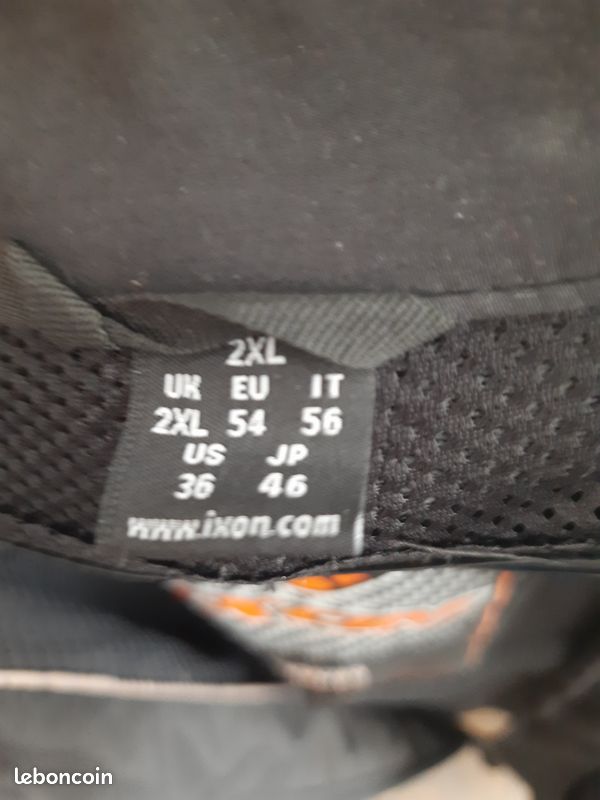 2XL
UK EU IT
2XL 54 56
US JP
36 46
www.ixon.com
leboncoin